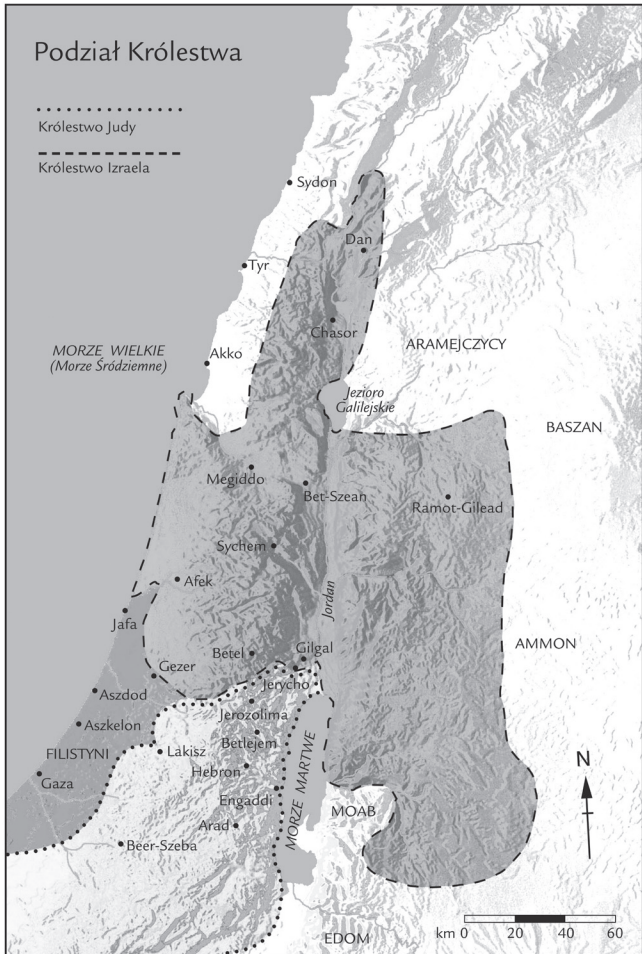 Podział Królestwa
Królestwo Judy
Królestwo Izraela
Sydon
Dan
Tyr
Chasor
MORZE WIELKIE
(Morze Śródziemne)
Akko
ARAMEJCZYCY
Jezioro
Galilejskie
BASZAN
Megiddo
Bet-Szean
Ramot-Gilead
Sychem
Afek
Jordan
Jafa
AMMON
Betel
Gilgal
Gezer
Jerycho
Aszdod
Jerozolima
Aszkelon
Betlejem
FILISTYNI
Lakisz
Hebron
Gaza
Engaddi
MORZE MARTWE
MOAB
Arad
Beer-Szeba
N
EDOM
km 0 20 40 60